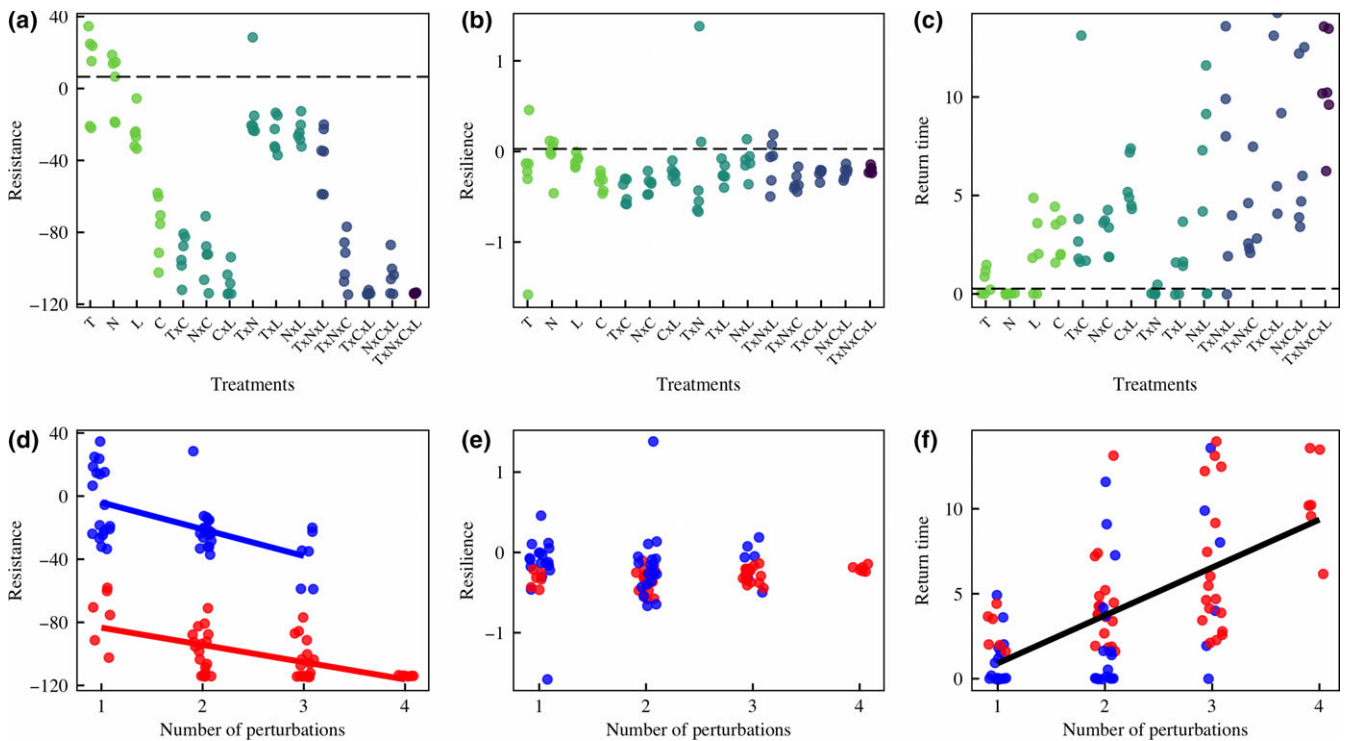 (a)
Resistance
40
0
−40
−80
−120
T
N
L
C
TxC
NxC
CxL
TxN
TxL
NxL
TxNxL
TxNxC
TxCxL
NxCxL
TxNxCxL
Treatments
(b)
Resilience
1
0
−1
T
N
L
C
TxC
NxC
CxL
TxN
TxL
NxL
TxNxL
TxNxC
TxCxL
NxCxL
TxNxCxL
Treatments
(c)
Return time
10
5
0
T
N
L
C
TxC
NxC
CxL
TxN
TxL
NxL
TxNxL
TxNxC
TxCxL
NxCxL
TxNxCxL
Treatments
(d)
Resistance
40
0
−40
−80
−120
1
2
3
4
Number of perturbations
(e)
Resilience
1
0
−1
1
2
3
4
Number of perturbations
(f)
Return time
10
5
0
1
2
3
4
Number of perturbations